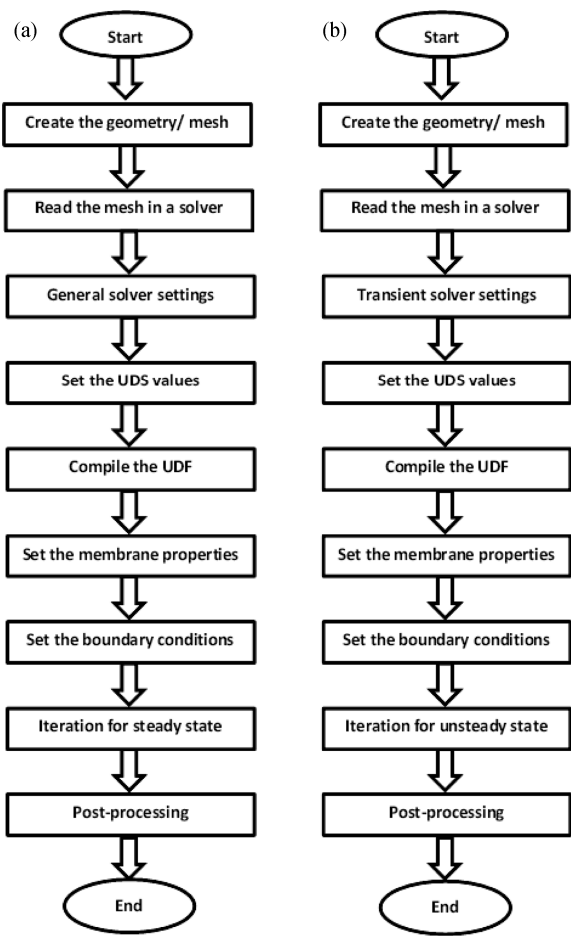 (a)
Start
Create the geometry/ mesh
Read the mesh in a solver
General solver settings
Set the UDS values
Compile the UDF
Set the membrane properties
Set the boundary conditions
Iteration for steady state
Post-processing
End
(b)
Start
Create the geometry/ mesh
Read the mesh in a solver
Transient solver settings
Set the UDS values
Compile the UDF
Set the membrane properties
Set the boundary conditions
Iteration for unsteady state
Post-processing
End